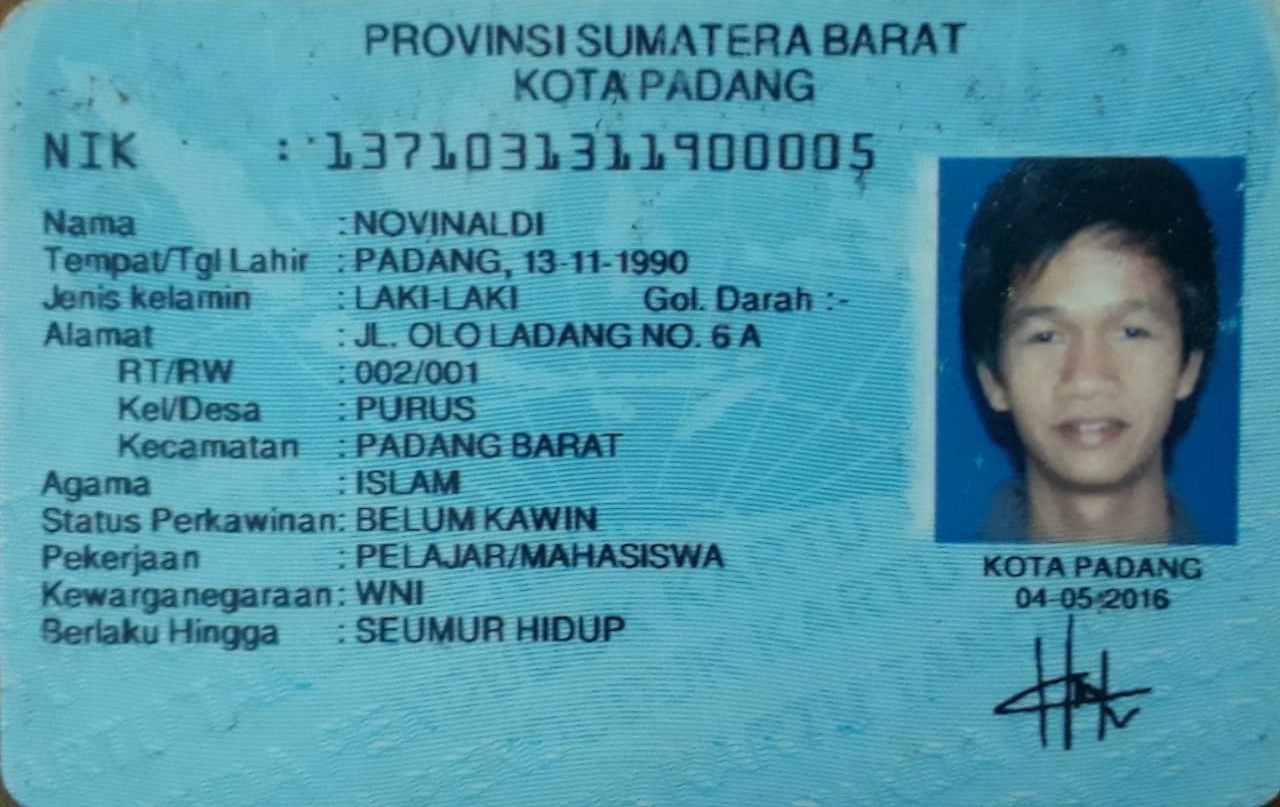 PROVINSI SUMATERA BARAT
KOTA PADANG
NIK : 1371031311900005
Nama : NOVINALDI
Tempat/Tgl Lahir : PADANG, 13-11-1990
Jenis kelamin : LAKI-LAKI Gol. Darah :-
Alamat : JL. OLO LADANG NO. 6 A
RT/RW : 002/001
Kel/Desa : PURUS
Kecamatan : PADANG BARAT
Agama : ISLAM
Status Perkawinan: BELUM KAWIN
Pekerjaan : PELAJAR/MAHASISWA
Kewarganegaraan: WNI
Berlaku Hingga : SEUMUR HIDUP
KOTA PADANG
04-05-2016